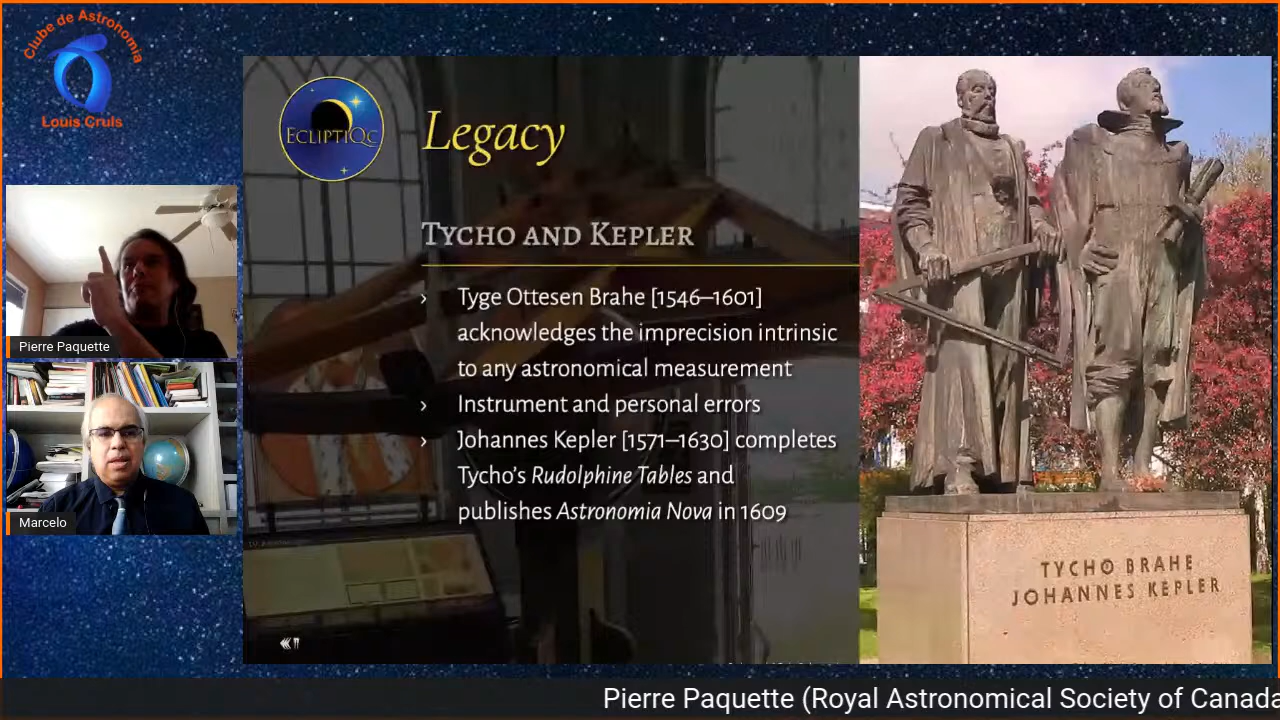 Clube de Astronomia
Louis Cruls
ECLIPTIQC
Legacy
TYCHO AND KEPLER
› Tyge Ottesen Brahe [1546–1601]
acknowledges the imprecision intrinsic
to any astronomical measurement
› Instrument and personal errors
› Johannes Kepler [1571–1630] completes
Tycho's Rudolphine Tables and
publishes Astronomia Nova in 1609
TYCHO BRAHE
JOHANNES KEPLER
Pierre Paquette
Marcelo
Pierre Paquette (Royal Astronomical Society of Canada